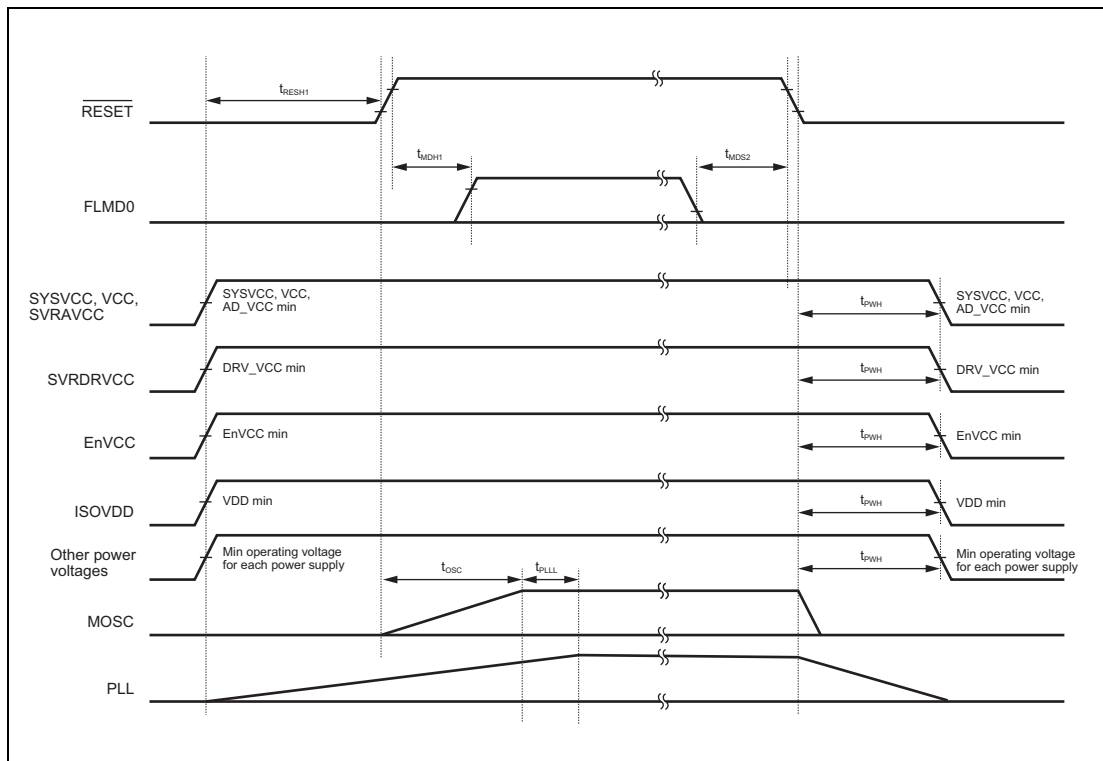 tRESH1
RESET
tMDH1
tMDS2
FLMD0
SYSVCC, VCC,
SVRAVCC
SYSVCC, VCC,
AD_VCC min
tPWH
SYSVCC, VCC,
AD_VCC min
SVRDRVCC
DRV_VCC min
tPWH
DRV_VCC min
EnVCC
EnVCC min
tPWH
EnVCC min
ISOVDD
VDD min
tPWH
VDD min
Other power
voltages
Min operating voltage
for each power supply
tPWH
Min operating voltage
for each power supply
tOSC
tPLLL
MOSC
PLL